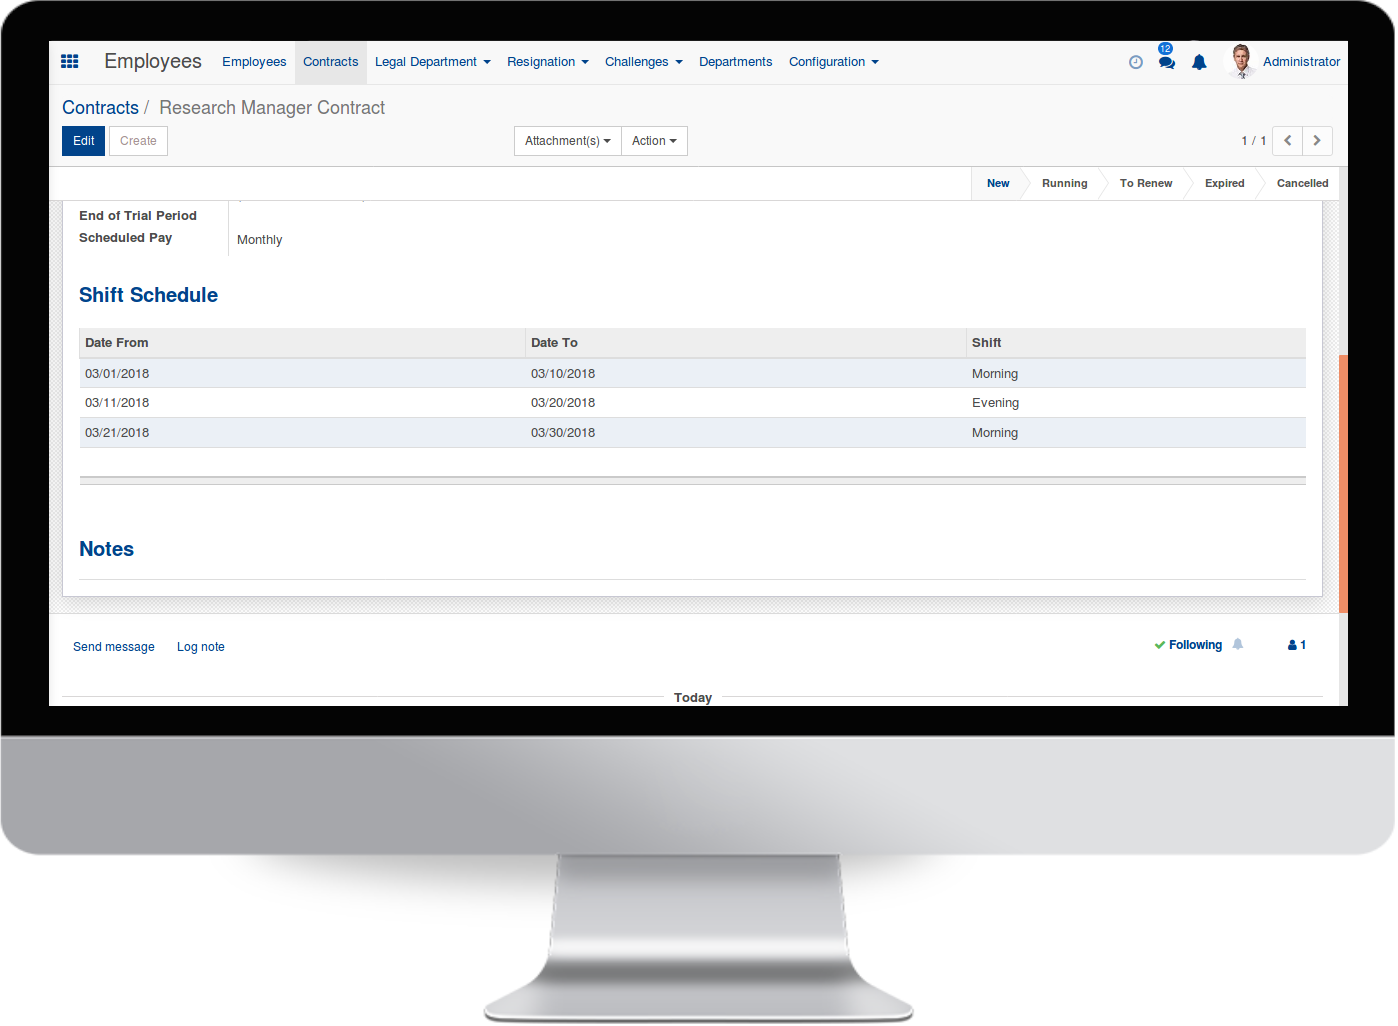 Employees Employees Contracts Legal Department Resignation Challenges Departments Configuration 12 Administrator
Contracts / Research Manager Contract
Edit Create Attachment(s) Action 1 / 1
New Running To Renew Expired Cancelled
End of Trial Period
Scheduled Pay Monthly
Shift Schedule
Date From Date To Shift
03/01/2018 03/10/2018 Morning
03/11/2018 03/20/2018 Evening
03/21/2018 03/30/2018 Morning
Notes
Send message Log note Following 1
Today